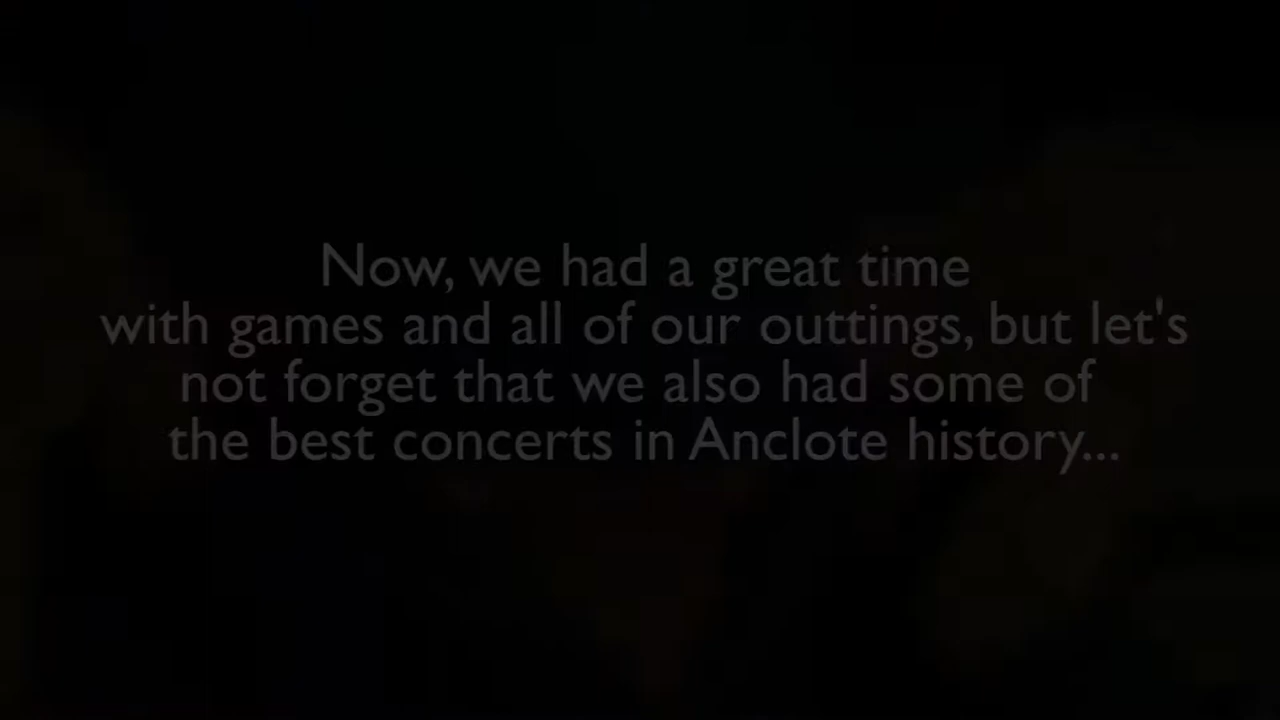 Now, we had a great time
with games and all of our outtings, but let's
not forget that we also had some of
the best concerts in Anclote history...